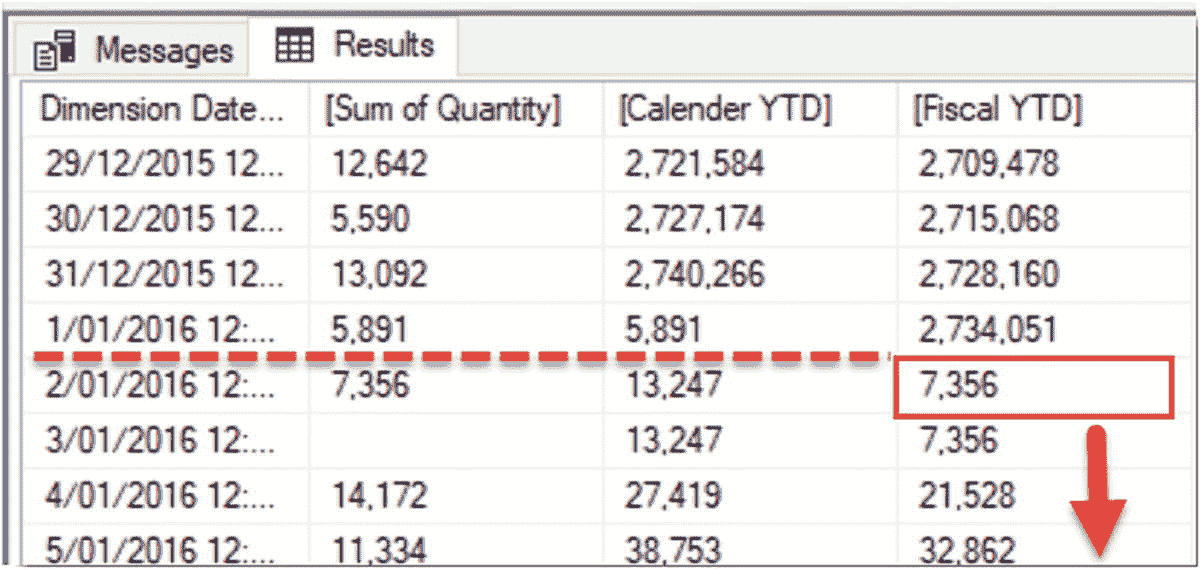 Messages Results
Dimension Date... [Sum of Quantity] [Calender YTD] [Fiscal YTD]
29/12/2015 12... 12,642 2,721,584 2,709,478
30/12/2015 12... 5,590 2,727,174 2,715,068
31/12/2015 12... 13,092 2,740,266 2,728,160
1/01/2016 12:... 5,891 5,891 2,734,051
2/01/2016 12:... 7,356 13,247 7,356
3/01/2016 12:... 13,247 7,356
4/01/2016 12:... 14,172 27,419 21,528
5/01/2016 12:... 11,334 38,753 32,862